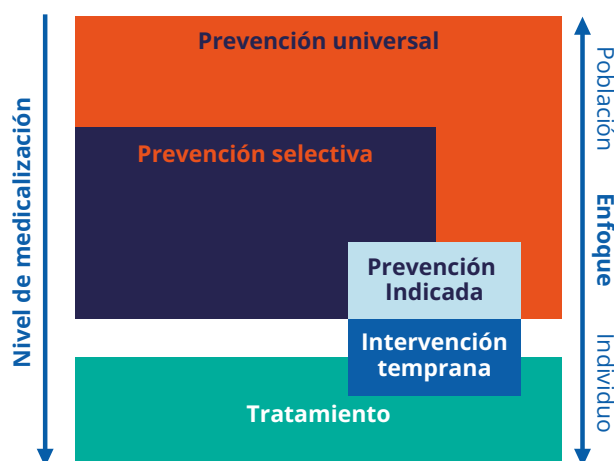 Prevención universal
Prevención selectiva
Prevención
Indicada
Intervención
temprana
Tratamiento
Nivel de medicalización
Población
Enfoque
Individuo